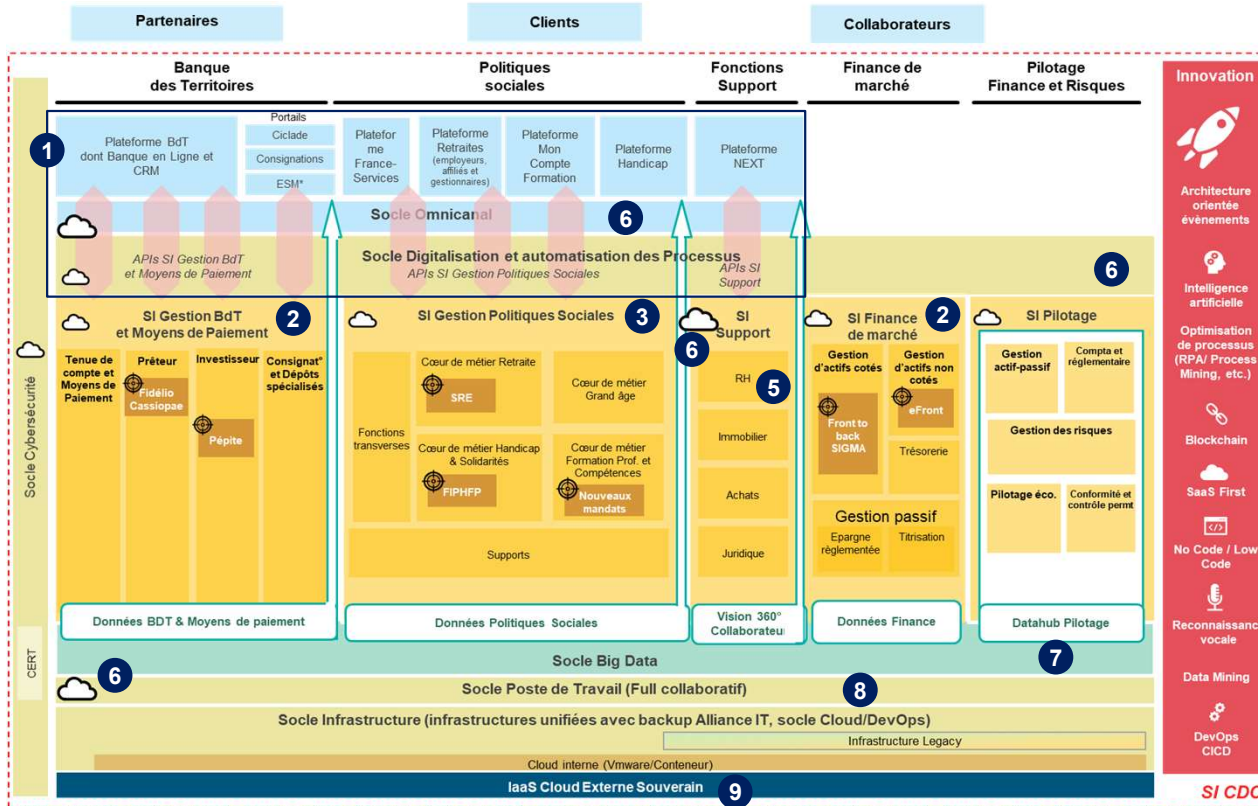 Partenaires
Clients
Collaborateurs
Banque
des Territoires
Politiques
sociales
Fonctions
Support
Finance de
marché
Pilotage
Finance et Risques
1
Plateforme BdT
dont Banque en Ligne et
CRM
Portails
Ciclade
Consignations
ESM*
Platefor
me
France-
Services
Plateforme
Retraites
(employeurs,
affiliés et
gestionnaires)
Plateforme
Mon
Compte
Formation
Plateforme
Handicap
Plateforme
NEXT
Socle Omnicanal
6
Socle Digitalisation et automatisation des Processus
APIs SI Gestion BdT
et Moyens de Paiement
APIs SI Gestion Politiques Sociales
APIs SI
Support
6
SI Gestion BdT
et Moyens de Paiement
2
Tenue de
compte et
Moyens de
Paiement
Prêteur
Fidélio
Cassiopae
Investisseur
Pépite
Consignat°
et Dépôts
spécialisés
SI Gestion Politiques Sociales
3
Fonctions
transverses
Cœur de métier Retraite
SRE
Cœur de métier
Grand âge
Cœur de métier Handicap
& Solidarités
FIPHFP
Cœur de métier
Formation Prof. et
Compétences
Nouveaux
mandats
Supports
6
SI
Support
RH
5
Immobilier
Achats
Juridique
SI Finance
de marché
2
Gestion
d'actifs cotés
Front to
back
SIGMA
Gestion
d'actifs non
cotés
eFront
Trésorerie
Gestion passif
Epargne
règlementée
Titrisation
SI Pilotage
Gestion
actif-passif
Compta et
réglementaire
Gestion des risques
Pilotage éco.
Conformité et
contrôle permt
Données BDT & Moyens de paiement
Données Politiques Sociales
Vision 360°
Collaborateur
Données Finance
Datahub Pilotage
Socle Big Data
7
6
Socle Poste de Travail (Full collaboratif)
8
Socle Infrastructure (infrastructures unifiées avec backup Alliance IT, socle Cloud/DevOps)
Infrastructure Legacy
Cloud interne (Vmware/Conteneur)
IaaS Cloud Externe Souverain
9
Socle Cybersécurité
CERT
Innovation
Architecture
orientée
évènements
Intelligence
artificielle
Optimisation
de processus
(RPA/ Process
Mining, etc.)
Blockchain
SaaS First
No Code / Low
Code
Reconnaissanc
vocale
Data Mining
DevOps
CICD
SI CDC